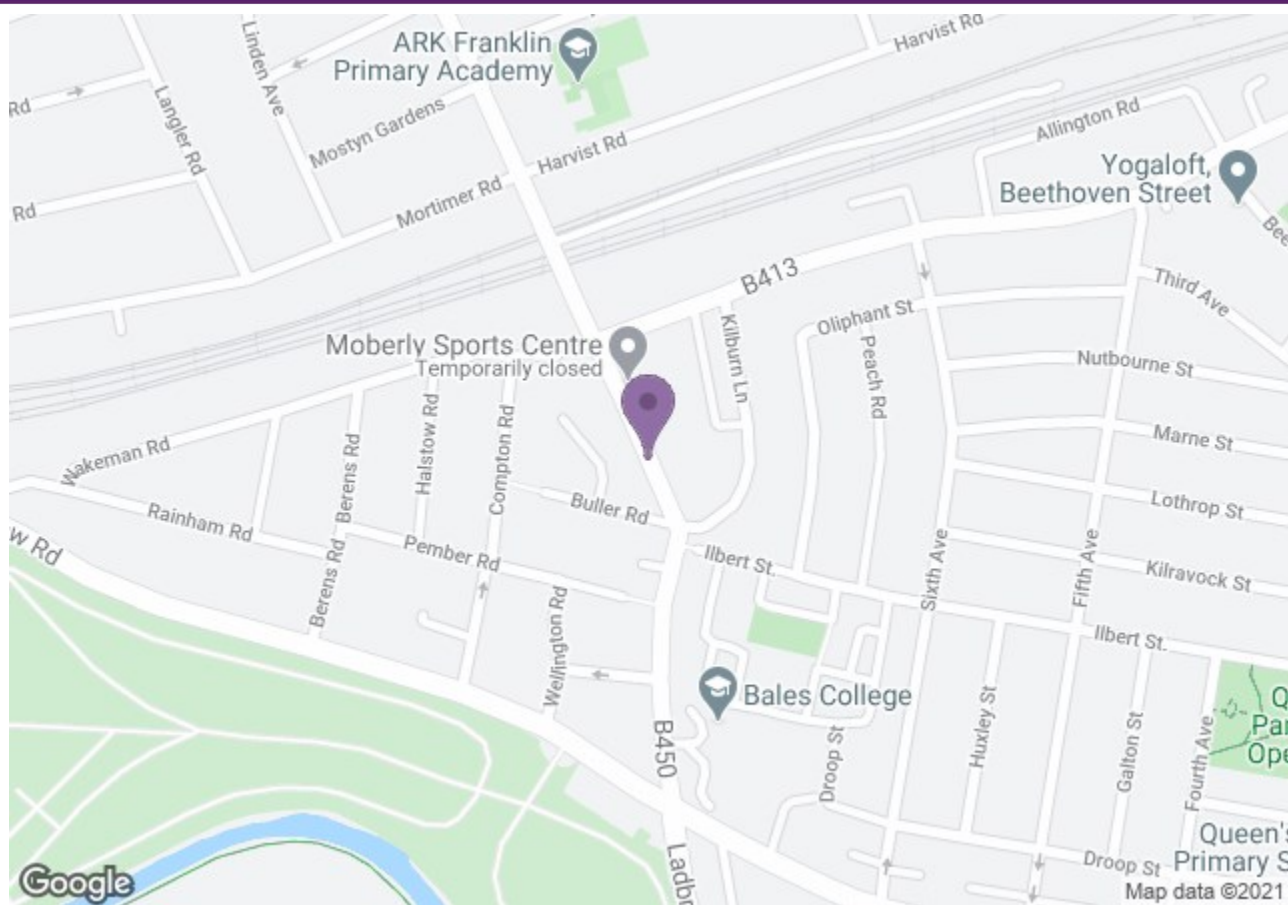 ARK Franklin
Primary Academy
Harvist Rd
Linden Ave
Rd
Langler Rd
Mostyn Gardens
Harvist Rd
Allington Rd
Yogaloft,
Beethoven Street
Rd
Mortimer Rd
Bee
B413
Third Ave
Oliphant St
Kilburn Ln
Peach Rd
Moberly Sports Centre
Temporarily closed
Nutbourne St
Wakeman Rd
Berens Rd
Halstow Rd
Compton Rd
Marne St
Lothrop St
Rainham Rd
Buller Rd
w Rd
Pember Rd
Ilbert St.
Sixth Ave
Fifth Ave
Kilravock St
Berens Rd
Wellington Rd
Ilbert St.
Bales College
Huxley St
Galton St
Fourth Ave
Q
Par
Ope
B450
Droop St
Queen's
Primary S
Droop St
Ladbr
Google
Map data ©2021